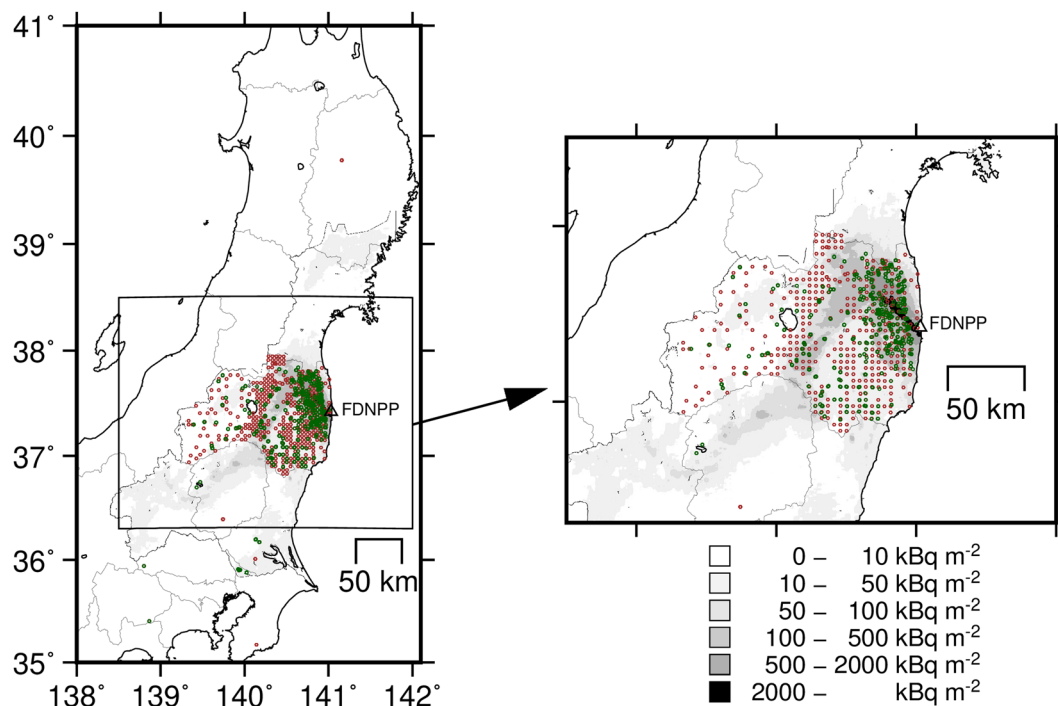 41°
40°
39°
38°
37°
36°
35°
138° 139° 140° 141° 142°
FDNPP
50 km
FDNPP
50 km
0 – 10 kBq m-2
10 – 50 kBq m-2
50 – 100 kBq m-2
100 – 500 kBq m-2
500 – 2000 kBq m-2
2000 – kBq m-2